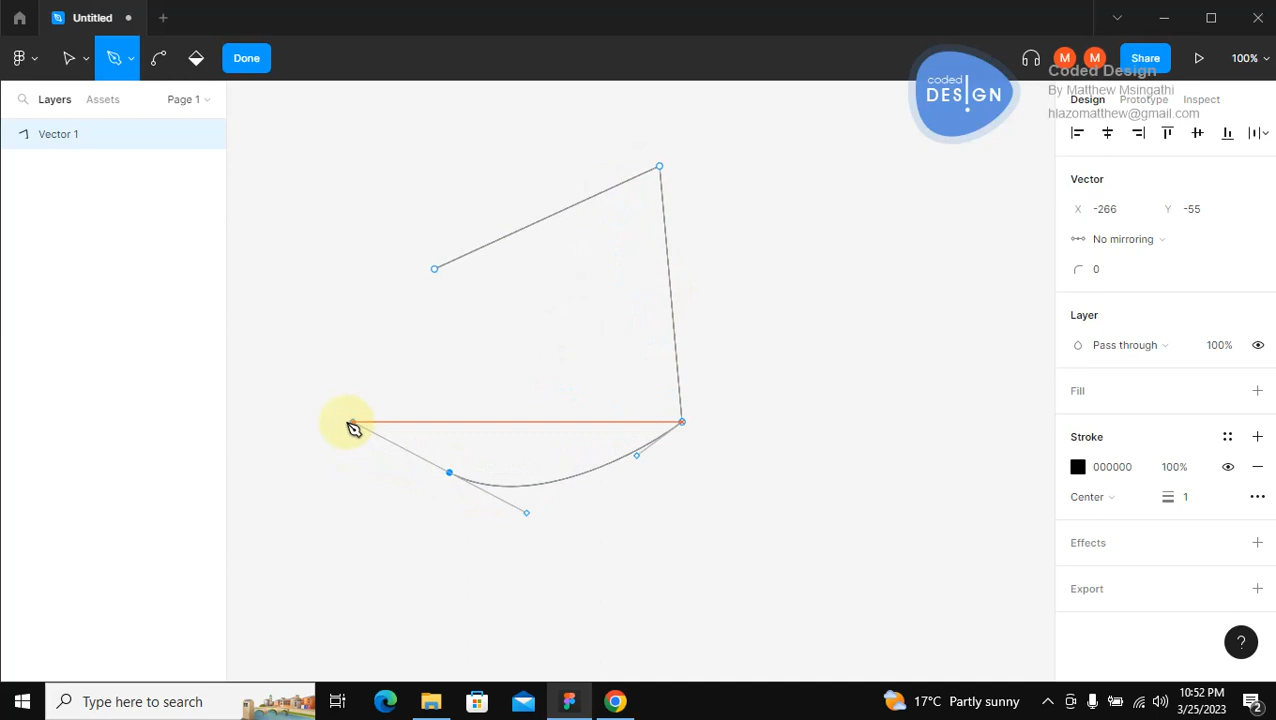 Untitled
Done
M
M
Share
100%
coded
DESIGN
Coded Design
By Matthew Msingathi
hlazomatthew@gmail.com
Layers
Assets
Page 1
Design
Prototype
Inspect
Vector 1
Vector
X
-266
Y
-55
No mirroring
0
Layer
Pass through
100%
Fill
Stroke
000000
100%
Center
1
Effects
Export
?
Type here to search
17°C Partly sunny
10:52 PM
3/25/2023
2